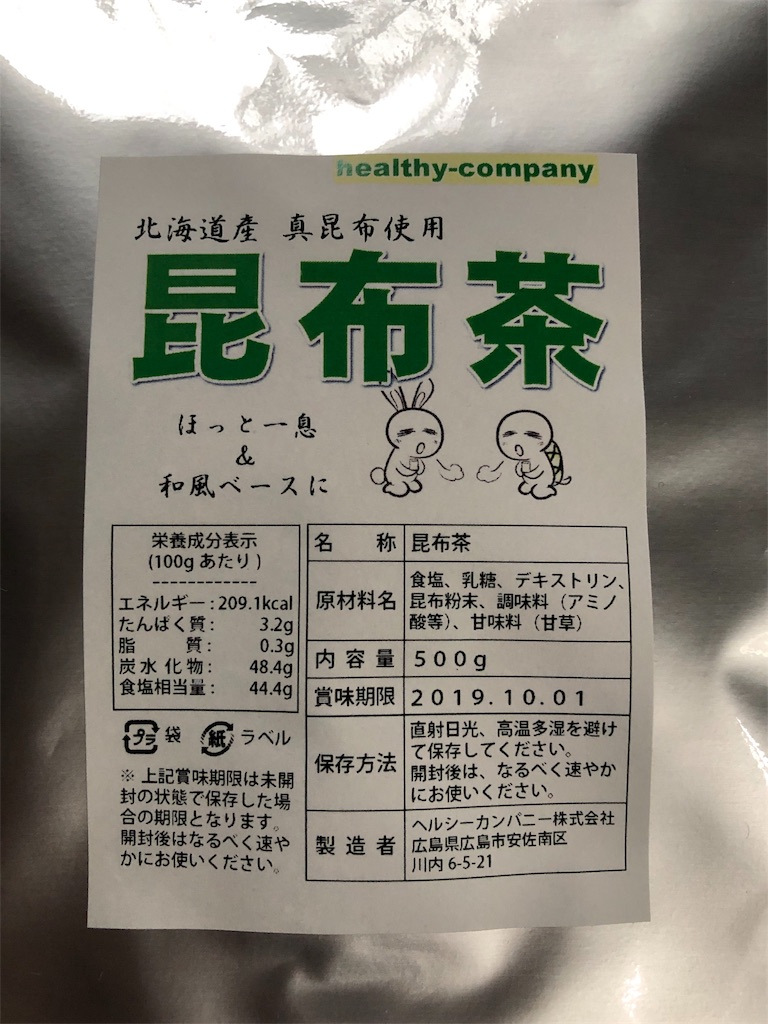 healthy-company
北海道産 真昆布使用
昆布茶
ほっと一息
&
和風ベースに
栄養成分表示
(100gあたり)
------------
エネルギー:209.1kcal
たんぱく質: 3.2g
脂 質: 0.3g
炭水化物: 48.4g
食塩相当量: 44.4g
プラ 袋 紙 ラベル
※上記賞味期限は未開
封の状態で保存した場
合の期限となります。
開封後はなるべく速や
かにお使いください。
名 称 昆布茶
原材料名 食塩、乳糖、デキストリン、
昆布粉末、調味料(アミノ
酸等)、甘味料(甘草)
内容量 500g
賞味期限 2019.10.01
保存方法 直射日光、高温多湿を避け
て保存してください。
開封後は、なるべく速やか
にお使いください。
製造者 ヘルシーカンパニー株式会社
広島県広島市安佐南区
川内6-5-21